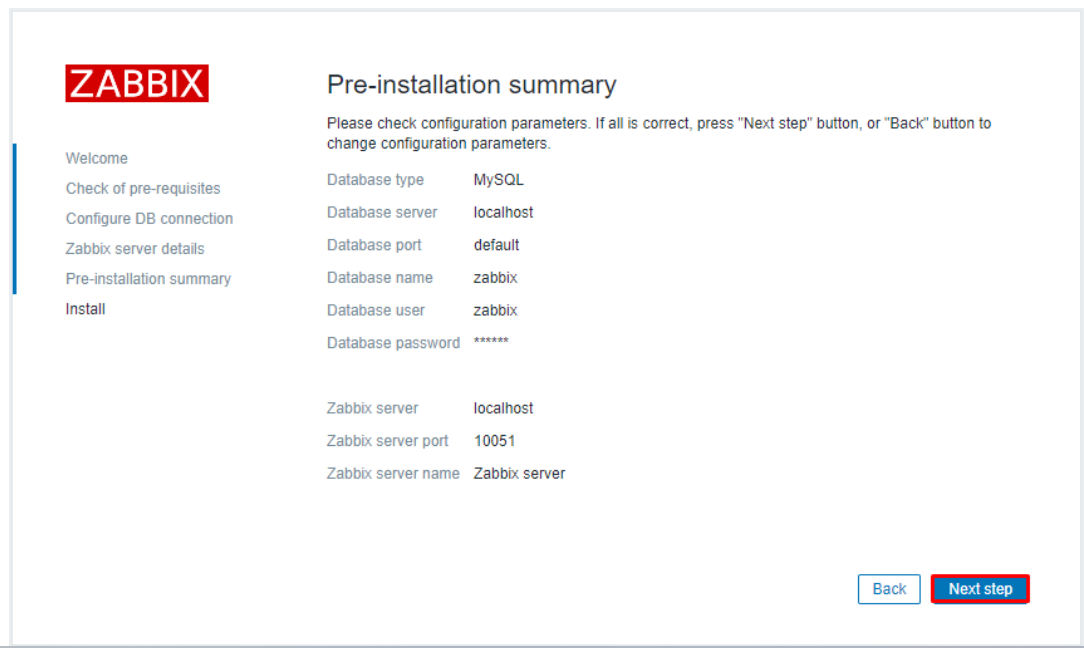 ZABBIX
Welcome
Check of pre-requisites
Configure DB connection
Zabbix server details
Pre-installation summary
Install
Pre-installation summary
Please check configuration parameters. If all is correct, press "Next step" button, or "Back" button to
change configuration parameters.
Database type MySQL
Database server localhost
Database port default
Database name zabbix
Database user zabbix
Database password ******
Zabbix server localhost
Zabbix server port 10051
Zabbix server name Zabbix server
Back Next step